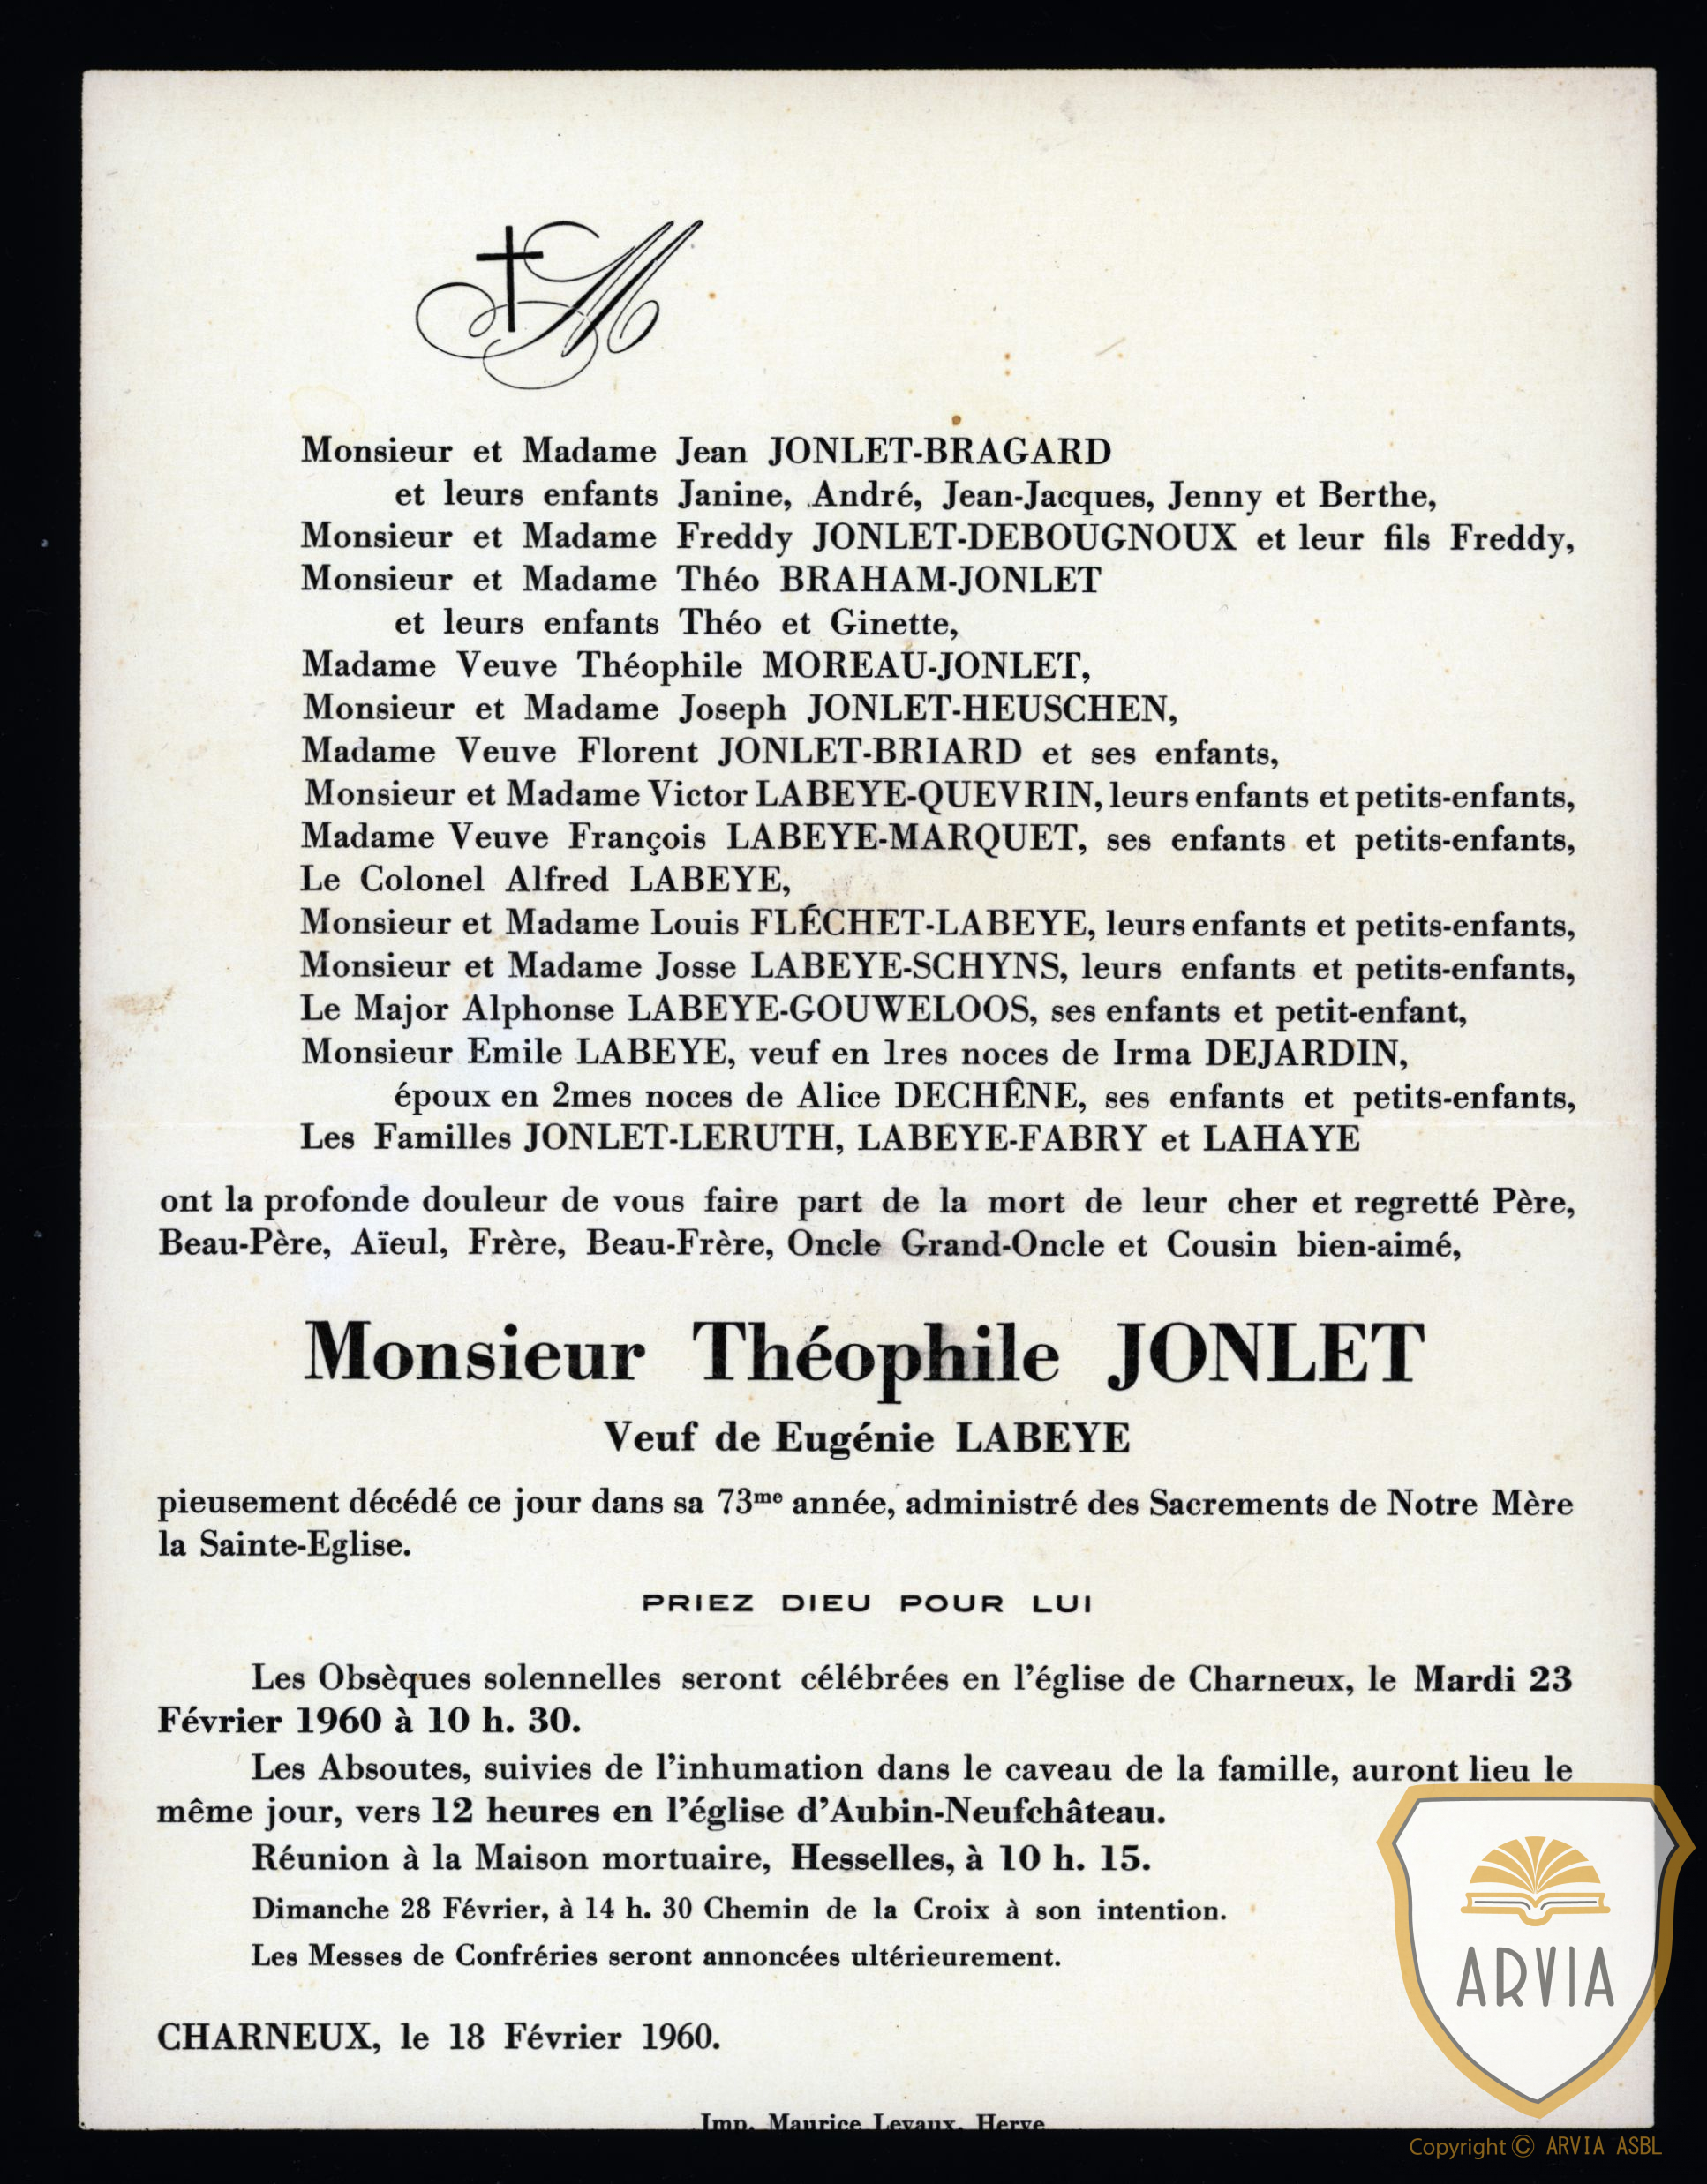 M
Monsieur et Madame Jean JONLET-BRAGARD
et leurs enfants Janine, André, Jean-Jacques, Jenny et Berthe,
Monsieur et Madame Freddy JONLET-DEBOUGNOUX et leur fils Freddy,
Monsieur et Madame Théo BRAHAM-JONLET
et leurs enfants Théo et Ginette,
Madame Veuve Théophile MOREAU-JONLET,
Monsieur et Madame Joseph JONLET-HEUSCHEN,
Madame Veuve Florent JONLET-BRIARD et ses enfants,
Monsieur et Madame Victor LABEYE-QUEVRIN, leurs enfants et petits-enfants,
Madame Veuve François LABEYE-MARQUET, ses enfants et petits-enfants,
Le Colonel Alfred LABEYE,
Monsieur et Madame Louis FLÉCHET-LABEYE, leurs enfants et petits-enfants,
Monsieur et Madame Josse LABEYE-SCHYNS, leurs enfants et petits-enfants,
Le Major Alphonse LABEYE-GOUWELOOS, ses enfants et petit-enfant,
Monsieur Emile LABEYE, veuf en 1res noces de Irma DEJARDIN,
époux en 2mes noces de Alice DECHÊNE, ses enfants et petits-enfants,
Les Familles JONLET-LERUTH, LABEYE-FABRY et LAHAYE
ont la profonde douleur de vous faire part de la mort de leur cher et regretté Père,
Beau-Père, Aïeul, Frère, Beau-Frère, Oncle Grand-Oncle et Cousin bien-aimé,
Monsieur Théophile JONLET
Veuf de Eugénie LABEYE
pieusement décédé ce jour dans sa 73me année, administré des Sacrements de Notre Mère
la Sainte-Eglise.
PRIEZ DIEU POUR LUI
Les Obsèques solennelles seront célébrées en l'église de Charneux, le Mardi 23
Février 1960 à 10 h. 30.
Les Absoutes, suivies de l'inhumation dans le caveau de la famille, auront lieu le
même jour, vers 12 heures en l'église d'Aubin-Neufchâteau.
Réunion à la Maison mortuaire, Hesselles, à 10 h. 15.
Dimanche 28 Février, à 14 h. 30 Chemin de la Croix à son intention.
Les Messes de Confréries seront annoncées ultérieurement.
CHARNEUX, le 18 Février 1960.
Imp. Maurice Levaux, Herve
ARVIA
Copyright © ARVIA ASBL